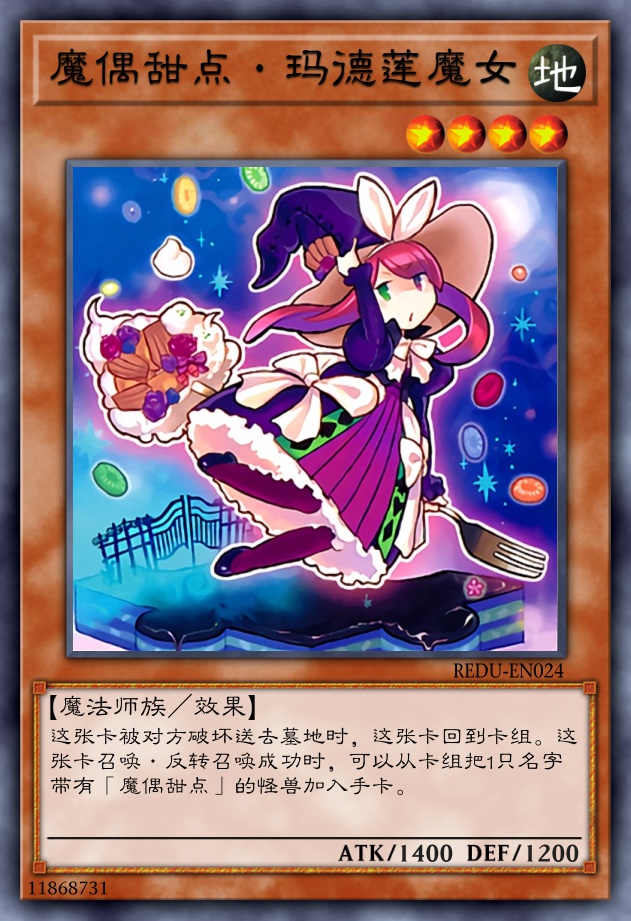 魔偶甜点・玛德莲魔女 地
REDU-EN024
【魔法师族／效果】
这张卡被对方破坏送去墓地时，这张卡回到卡组。这
张卡召唤・反转召唤成功时，可以从卡组把1只名字
带有「魔偶甜点」的怪兽加入手卡。
ATK/1400 DEF/1200
11868731